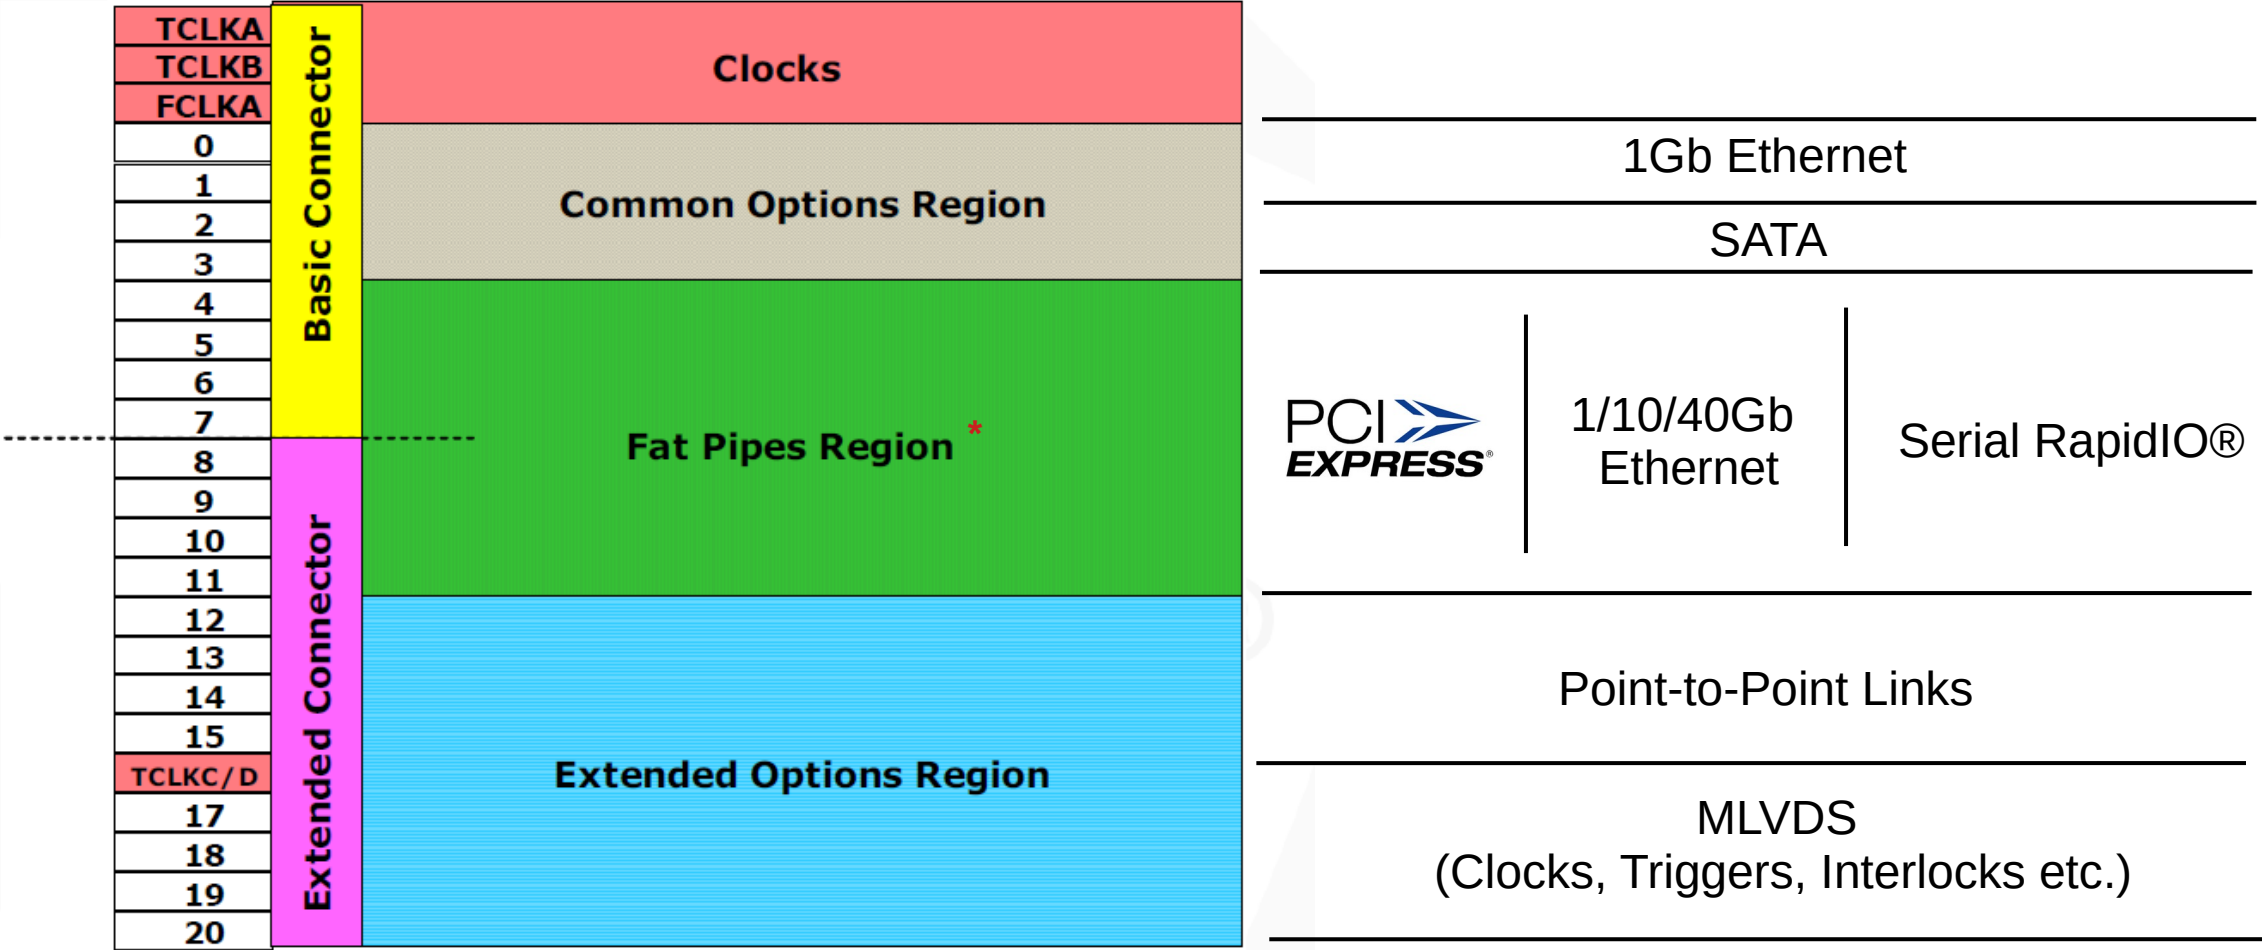 TCLKA
TCLKB
FCLKA
0
1
2
3
4
5
6
7
8
9
10
11
12
13
14
15
TCLKC/D
17
18
19
20
Basic Connector
Extended Connector
Clocks
Common Options Region
Fat Pipes Region *
Extended Options Region
1Gb Ethernet
SATA
PCI
EXPRESS®
1/10/40Gb
Ethernet
Serial RapidIO®
Point-to-Point Links
MLVDS
(Clocks, Triggers, Interlocks etc.)